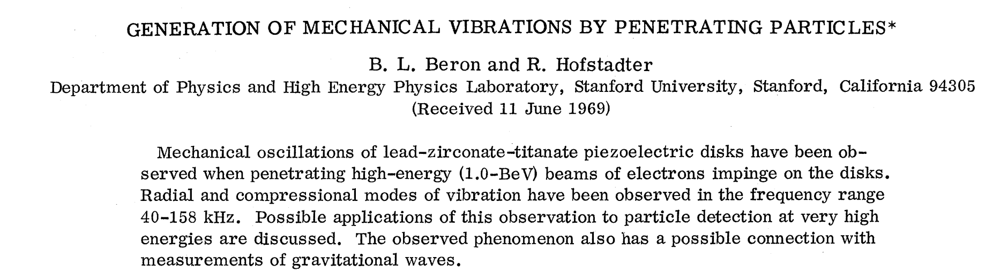 GENERATION OF MECHANICAL VIBRATIONS BY PENETRATING PARTICLES*
B. L. Beron and R. Hofstadter
Department of Physics and High Energy Physics Laboratory, Stanford University, Stanford, California 94305
(Received 11 June 1969)
Mechanical oscillations of lead-zirconate-titanate piezoelectric disks have been ob-
served when penetrating high-energy (1.0-BeV) beams of electrons impinge on the disks.
Radial and compressional modes of vibration have been observed in the frequency range
40-158 kHz. Possible applications of this observation to particle detection at very high
energies are discussed. The observed phenomenon also has a possible connection with
measurements of gravitational waves.